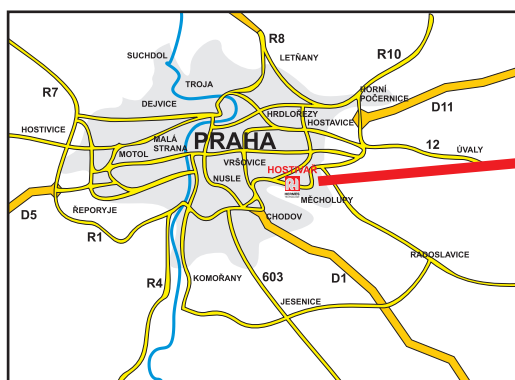 R8
SUCHDOL
LETŇANY
R10
TROJA
R7
HORNÍ
POČERNICE
DEJVICE
D11
HRDLOŘEZY
HOSTAVICE
HOSTIVICE
MALÁ
STRANA
PRAHA
12
ÚVALY
MOTOL
VRŠOVICE
HOSTIVAŘ
NUSLE
MĚCHOLUPY
D5
ŘEPORYJE
CHODOV
R1
RADOSLAVICE
R4
KOMOŘANY
603
D1
JESENICE